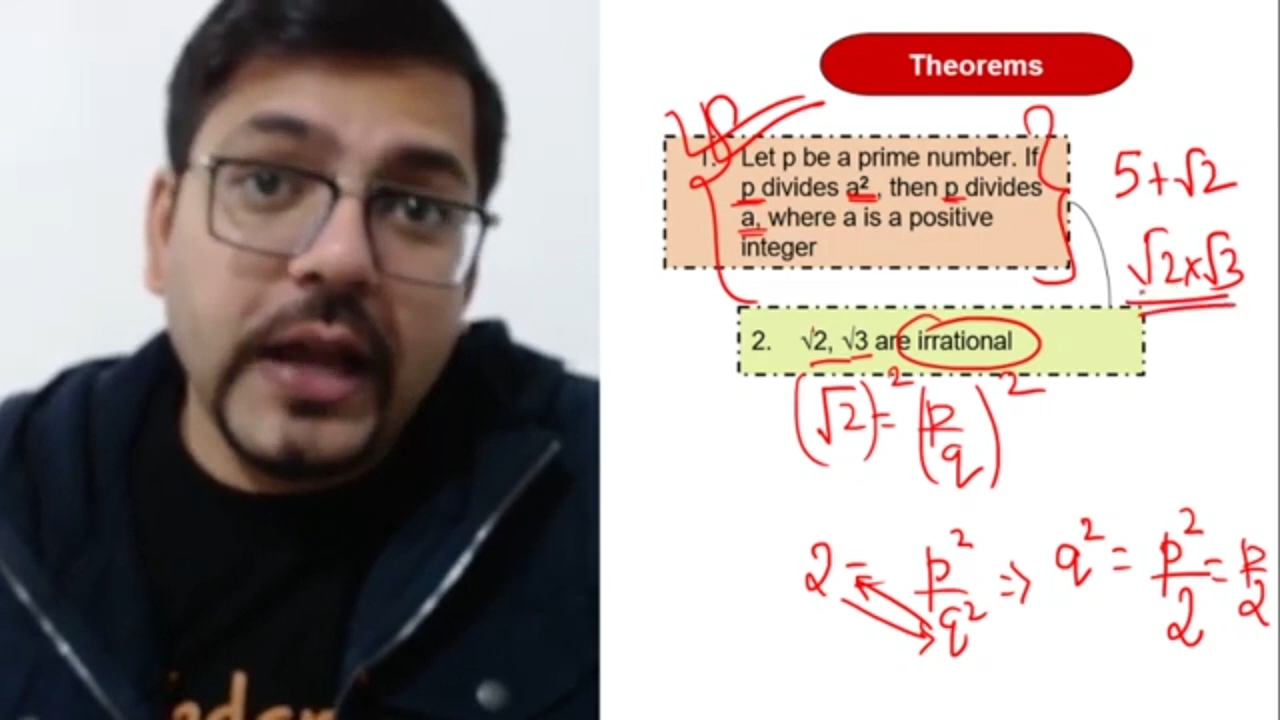 Theorems
1. Let p be a prime number. If
p divides a², then p divides
a, where a is a positive
integer
5+√2
√2×√3
2. √2, √3 are irrational
(√2)² = (p/q)²
2 = p²/q² ⇒ q² = p²/2 = p/2